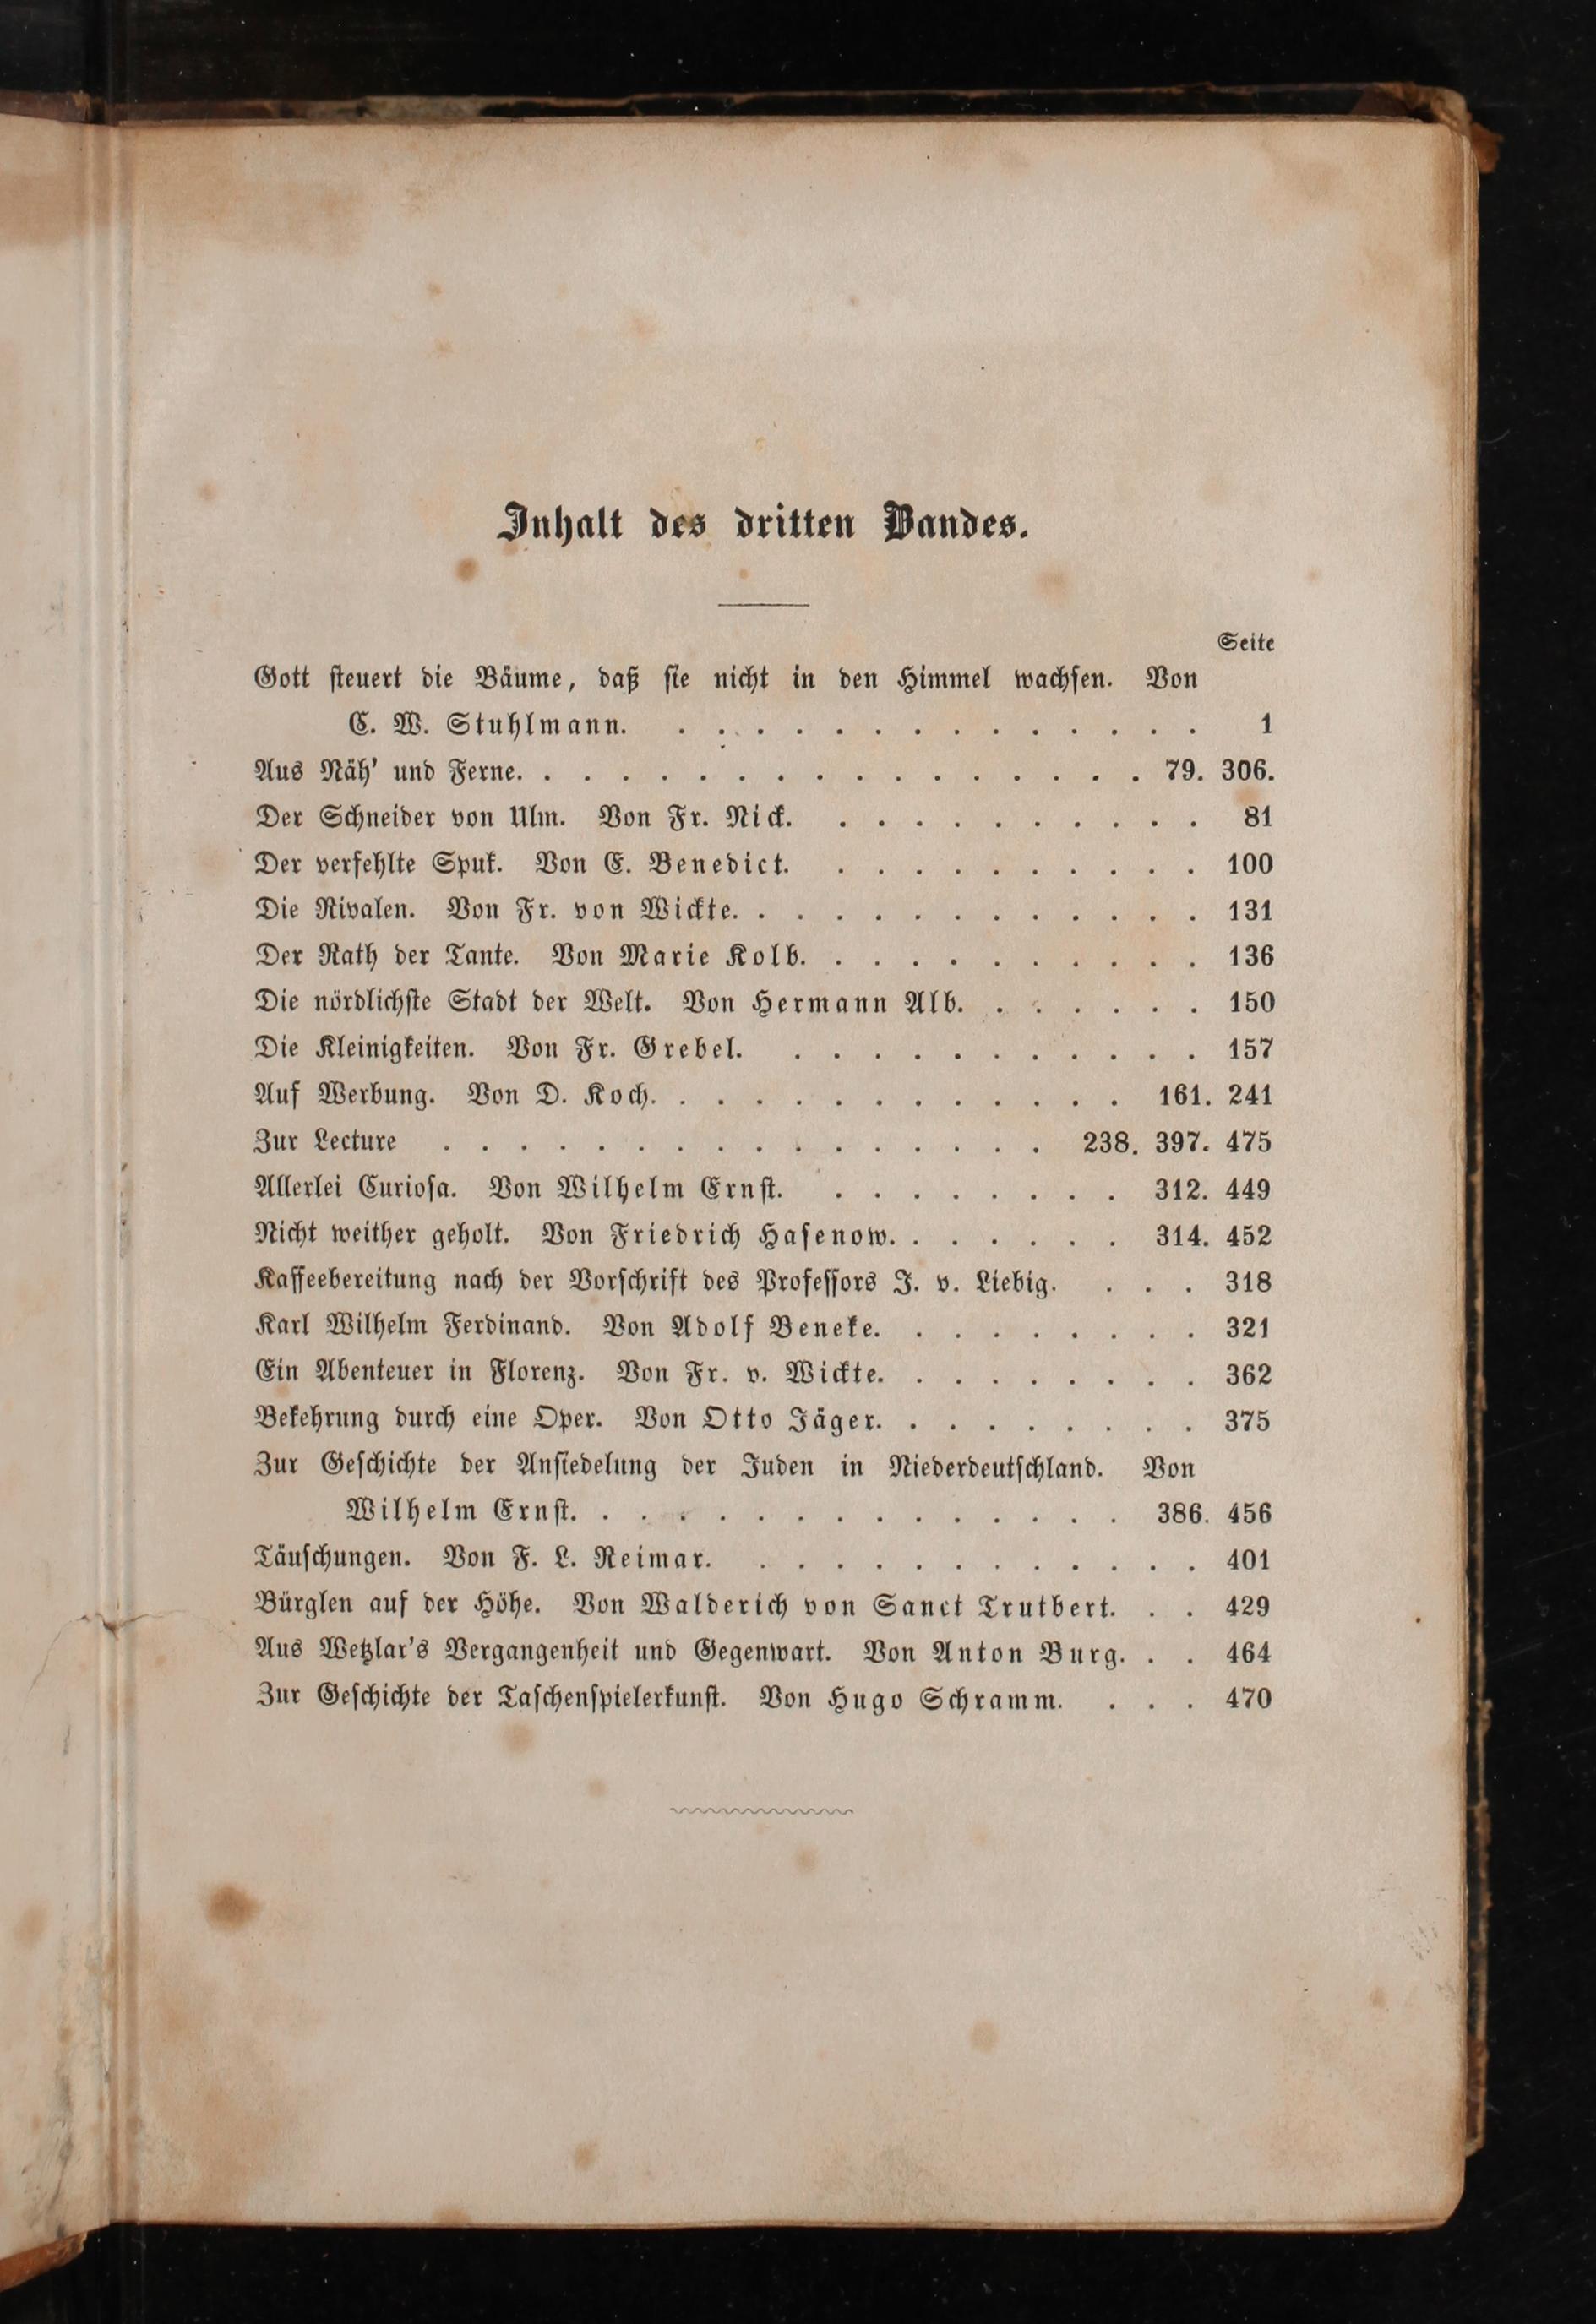 Inhalt des dritten Bandes.
Seite
Gott steuert die Bäume, daß sie nicht in den Himmel wachsen. Von
C. W. Stuhlmann. . . . . . . . . . . . . . . 1
Aus Näh' und Ferne. . . . . . . . . . . . . . . . . 79. 306.
Der Schneider von Ulm. Von Fr. Nick. . . . . . . . . . . 81
Der verfehlte Spuk. Von E. Benedict. . . . . . . . . . . 100
Die Rivalen. Von Fr. von Wickte. . . . . . . . . . . . . 131
Der Rath der Tante. Von Marie Kolb. . . . . . . . . . . 136
Die nördlichste Stadt der Welt. Von Hermann Alb. . . . . . . 150
Die Kleinigkeiten. Von Fr. Grebel. . . . . . . . . . . . 157
Auf Werbung. Von D. Koch. . . . . . . . . . . . . 161. 241
Zur Lecture . . . . . . . . . . . . . . . . 238. 397. 475
Allerlei Curiosa. Von Wilhelm Ernst. . . . . . . . . 312. 449
Nicht weither geholt. Von Friedrich Hasenow. . . . . . . 314. 452
Kaffeebereitung nach der Vorschrift des Professors J. v. Liebig. . . . 318
Karl Wilhelm Ferdinand. Von Adolf Beneke. . . . . . . . . 321
Ein Abenteuer in Florenz. Von Fr. v. Wickte. . . . . . . . . 362
Bekehrung durch eine Oper. Von Otto Jäger. . . . . . . . . 375
Zur Geschichte der Ansiedelung der Juden in Niederdeutschland. Von
Wilhelm Ernst. . . . . . . . . . . . . . . 386. 456
Täuschungen. Von F. L. Reimar. . . . . . . . . . . . . 401
Bürglen auf der Höhe. Von Walderich von Sanct Trutbert. . . 429
Aus Wetzlar's Vergangenheit und Gegenwart. Von Anton Burg. . . 464
Zur Geschichte der Taschenspielerkunst. Von Hugo Schramm. . . . 470